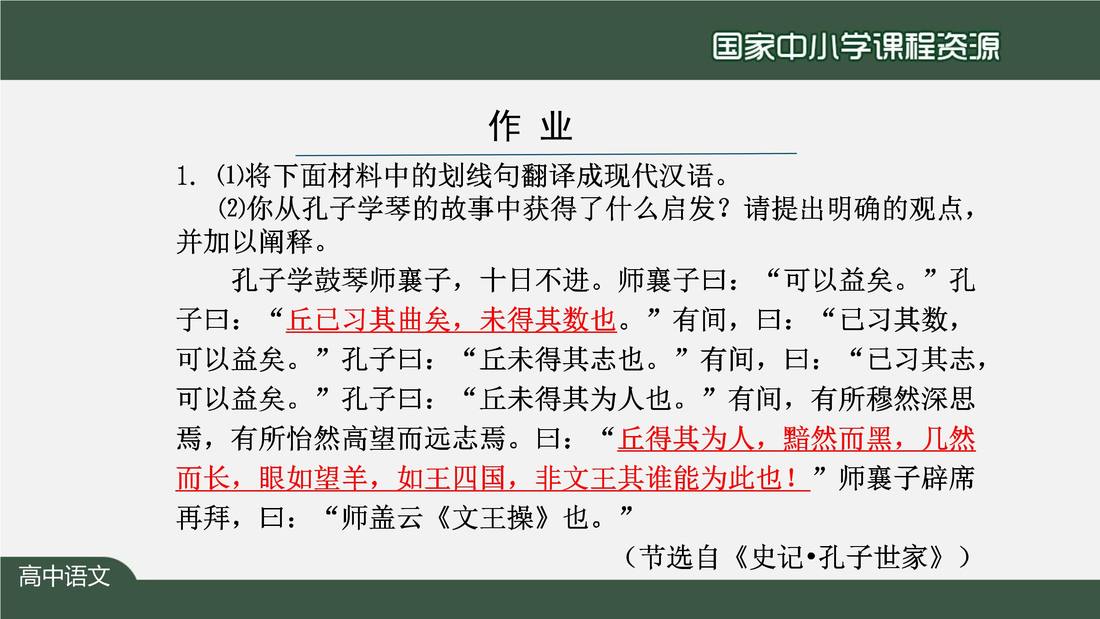 国家中小学课程资源
作 业
1. ⑴将下面材料中的划线句翻译成现代汉语。
⑵你从孔子学琴的故事中获得了什么启发？请提出明确的观点，
并加以阐释。
孔子学鼓琴师襄子，十日不进。师襄子曰：“可以益矣。”孔
子曰：“丘已习其曲矣，未得其数也。”有间，曰：“已习其数，
可以益矣。”孔子曰：“丘未得其志也。”有间，曰：“已习其志，
可以益矣。”孔子曰：“丘未得其为人也。”有间，有所穆然深思
焉，有所怡然高望而远志焉。曰：“丘得其为人，黯然而黑，几然
而长，眼如望羊，如王四国，非文王其谁能为此也！”师襄子辟席
再拜，曰：“师盖云《文王操》也。”
（节选自《史记•孔子世家》）
高中语文